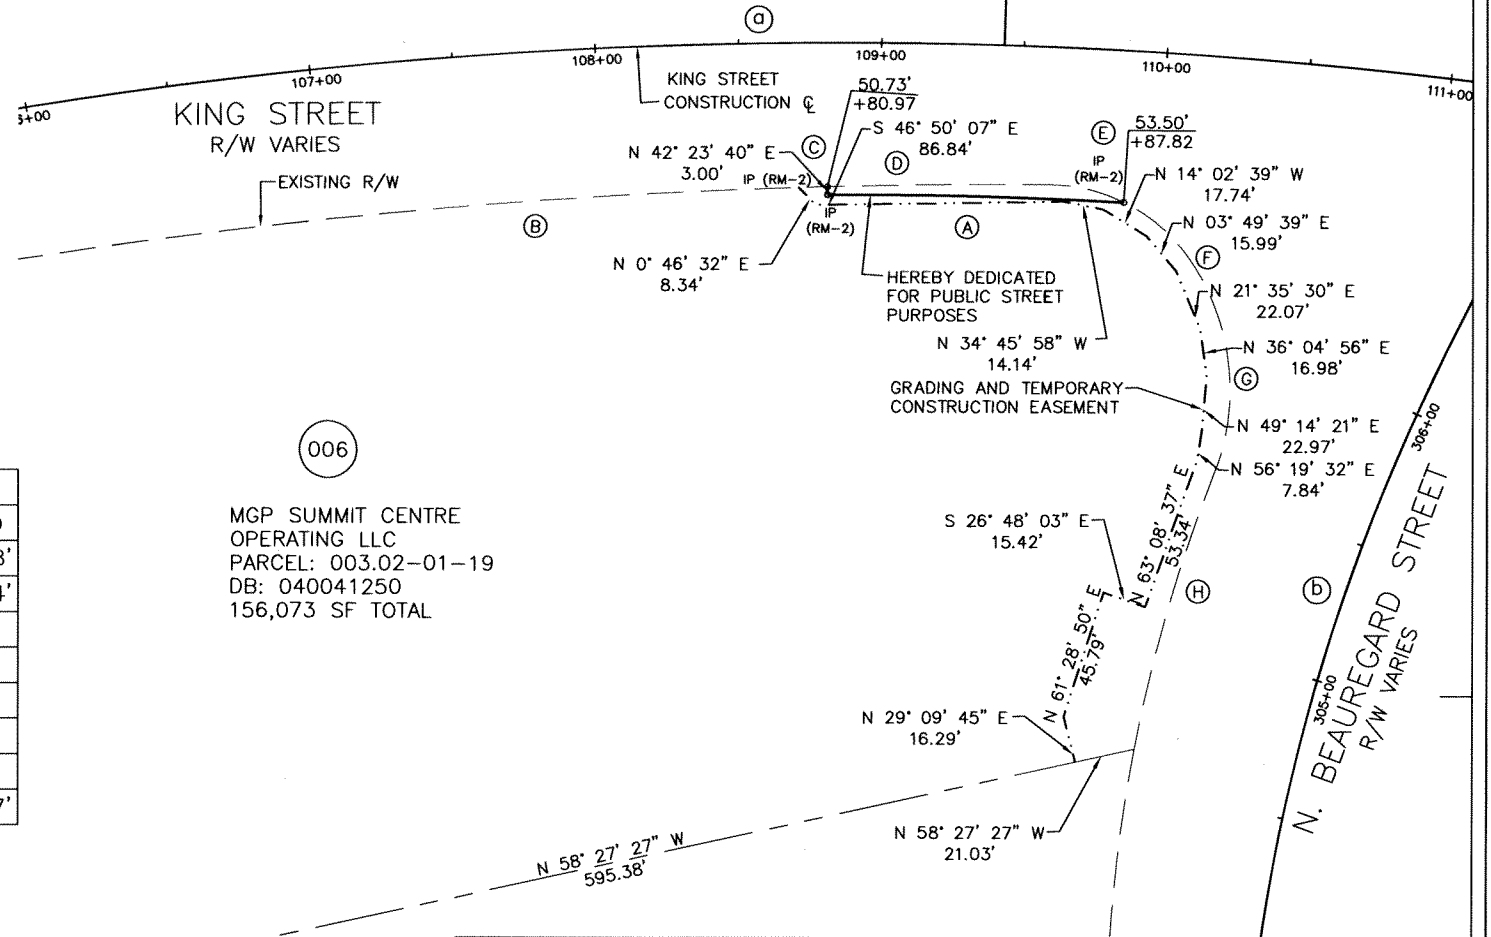 a
107+00
108+00
109+00
110+00
111+00
+00
KING STREET
R/W VARIES
EXISTING R/W
KING STREET
CONSTRUCTION ℄
50.73'
+80.97
S 46° 50' 07" E
86.84'
N 42° 23' 40" E
3.00'
C
D
E
53.50'
+87.82
IP (RM-2)
IP
(RM-2)
IP
(RM-2)
N 14° 02' 39" W
17.74'
N 03° 49' 39" E
15.99'
B
A
F
N 0° 46' 32" E
8.34'
HEREBY DEDICATED
FOR PUBLIC STREET
PURPOSES
N 21° 35' 30" E
22.07'
N 34° 45' 58" W
14.14'
N 36° 04' 56" E
16.98'
G
GRADING AND TEMPORARY
CONSTRUCTION EASEMENT
N 49° 14' 21" E
22.97'
306+00
N 56° 19' 32" E
7.84'
006
MGP SUMMIT CENTRE
OPERATING LLC
PARCEL: 003.02-01-19
DB: 040041250
156,073 SF TOTAL
S 26° 48' 03" E
15.42'
N 63° 08' 37" E
53.34'
H
b
N 61° 28' 50" E
45.79'
305+00
N. BEAUREGARD STREET
R/W VARIES
N 29° 09' 45" E
16.29'
N 58° 27' 27" W
21.03'
N 58° 27' 27" W
595.38'